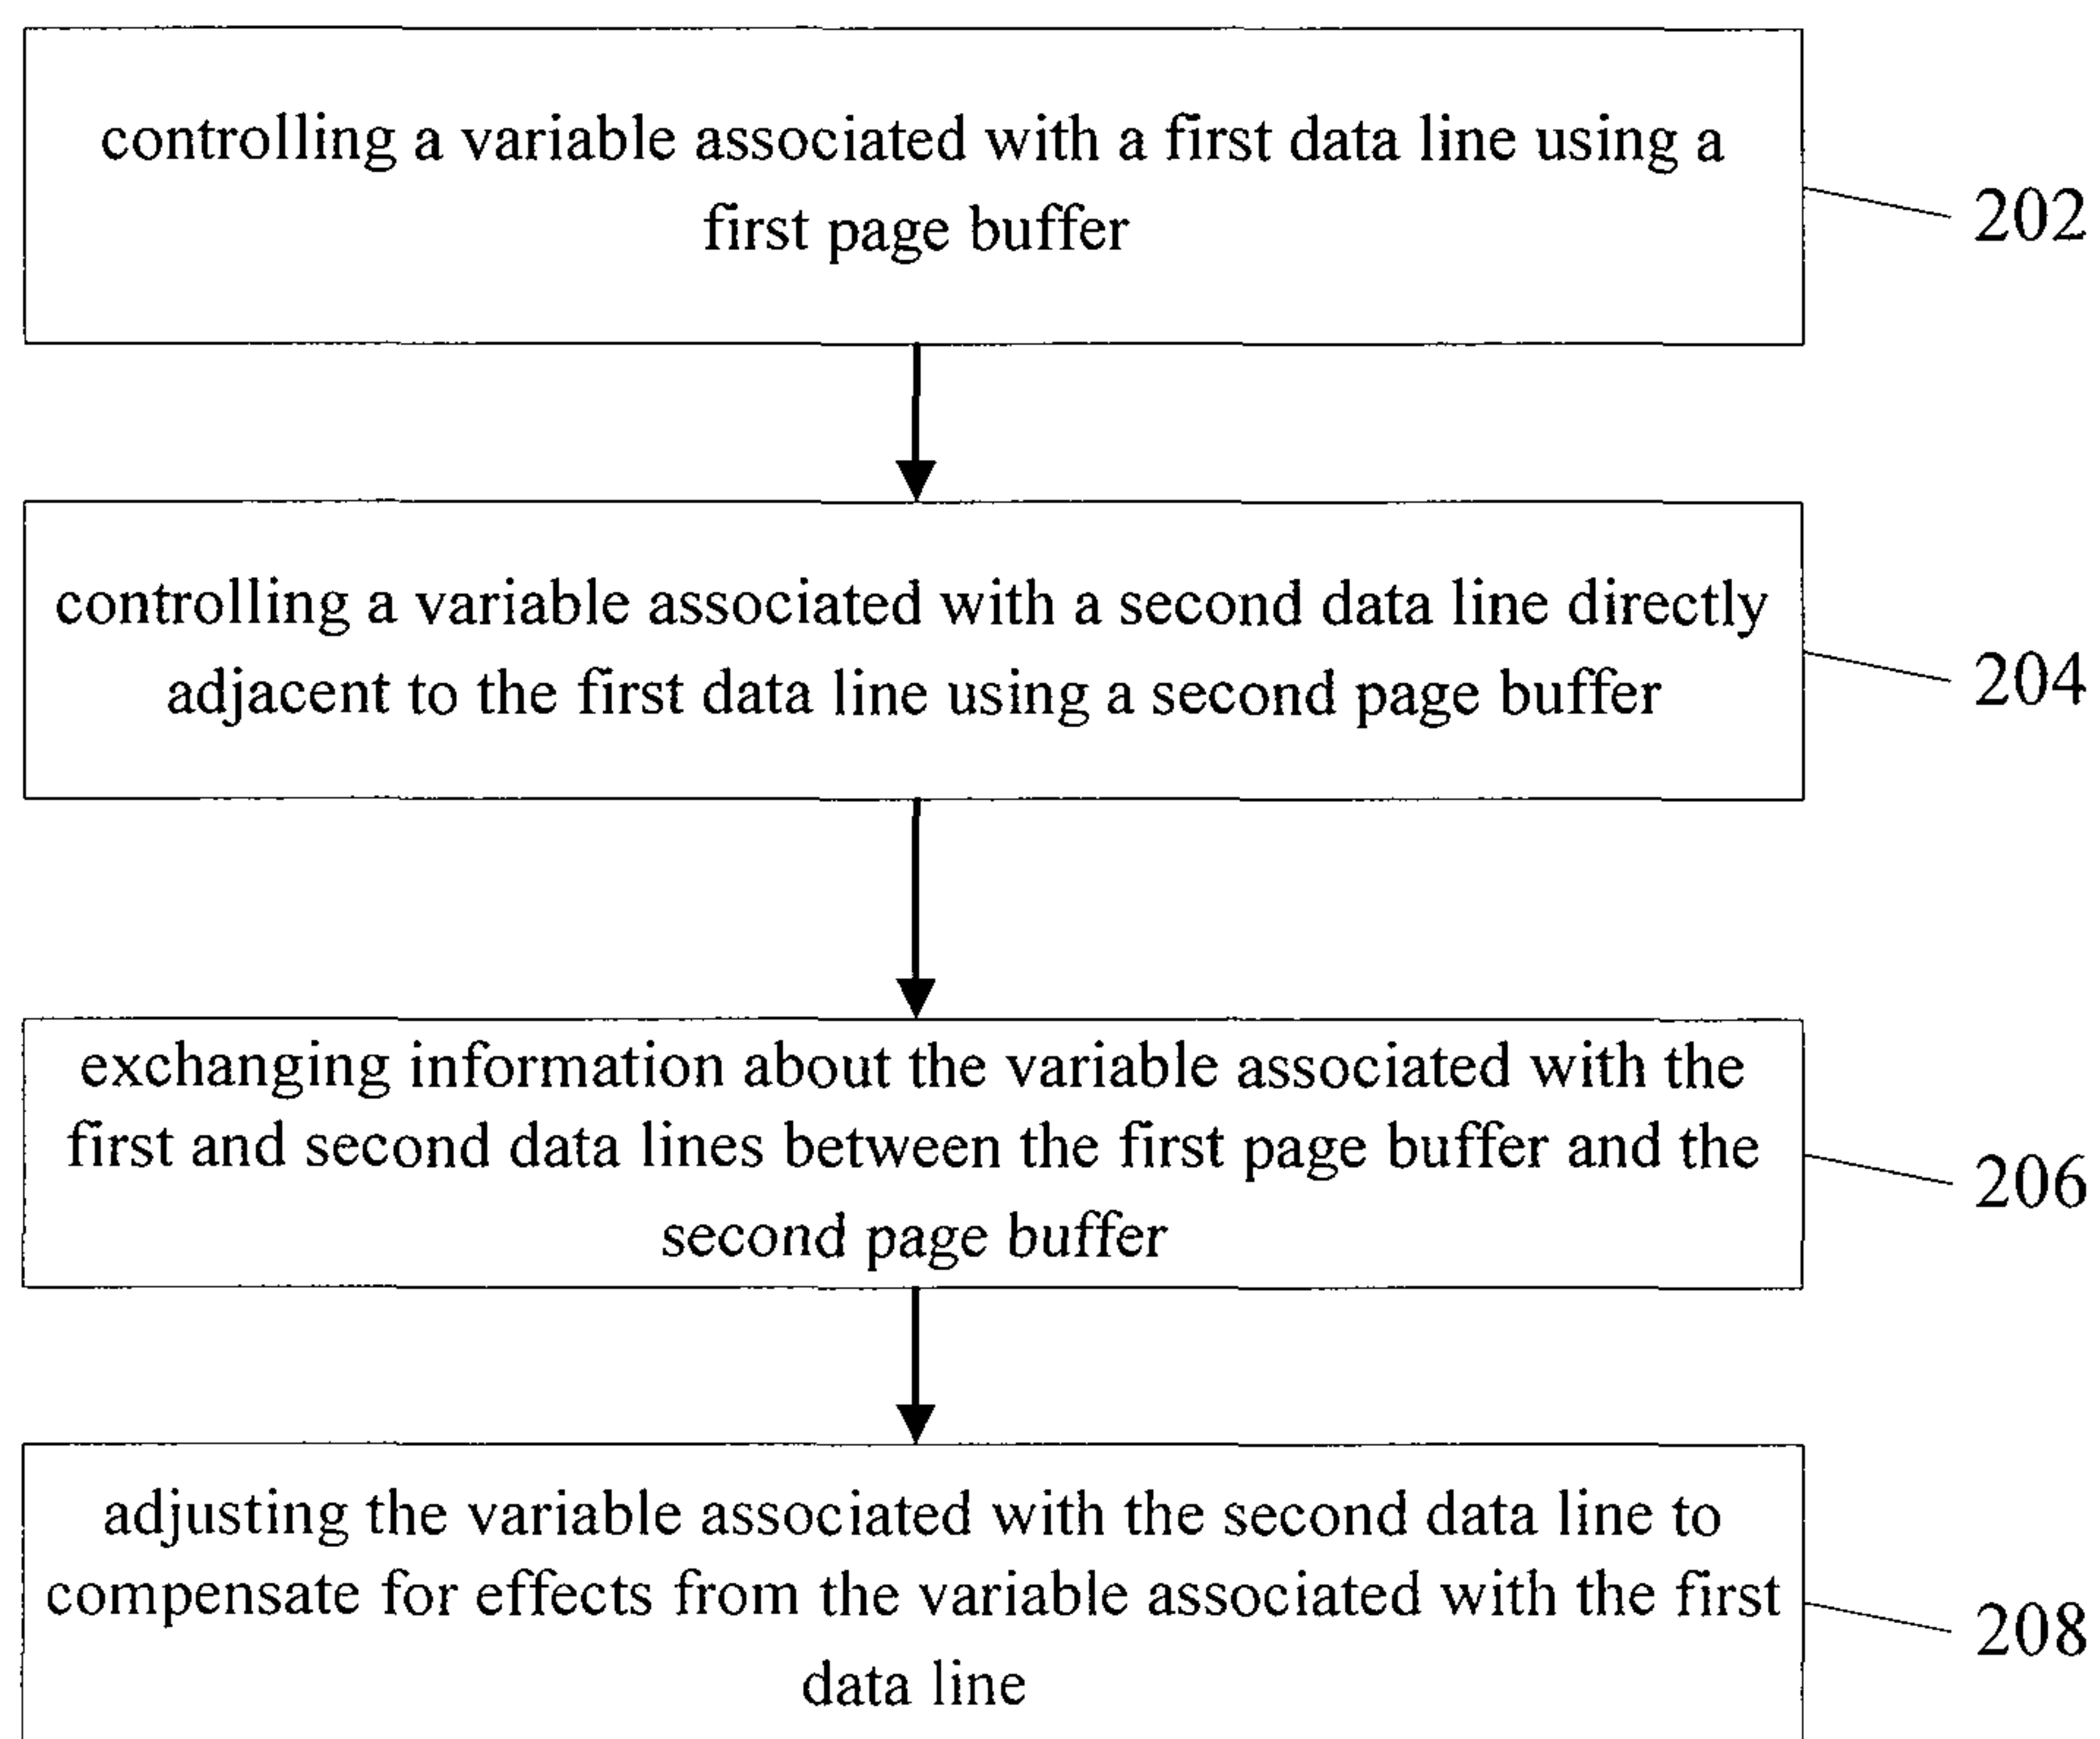 controlling a variable associated with a first data line using a
first page buffer
202
controlling a variable associated with a second data line directly
adjacent to the first data line using a second page buffer
204
exchanging information about the variable associated with the
first and second data lines between the first page buffer and the
second page buffer
206
adjusting the variable associated with the second data line to
compensate for effects from the variable associated with the first
data line
208